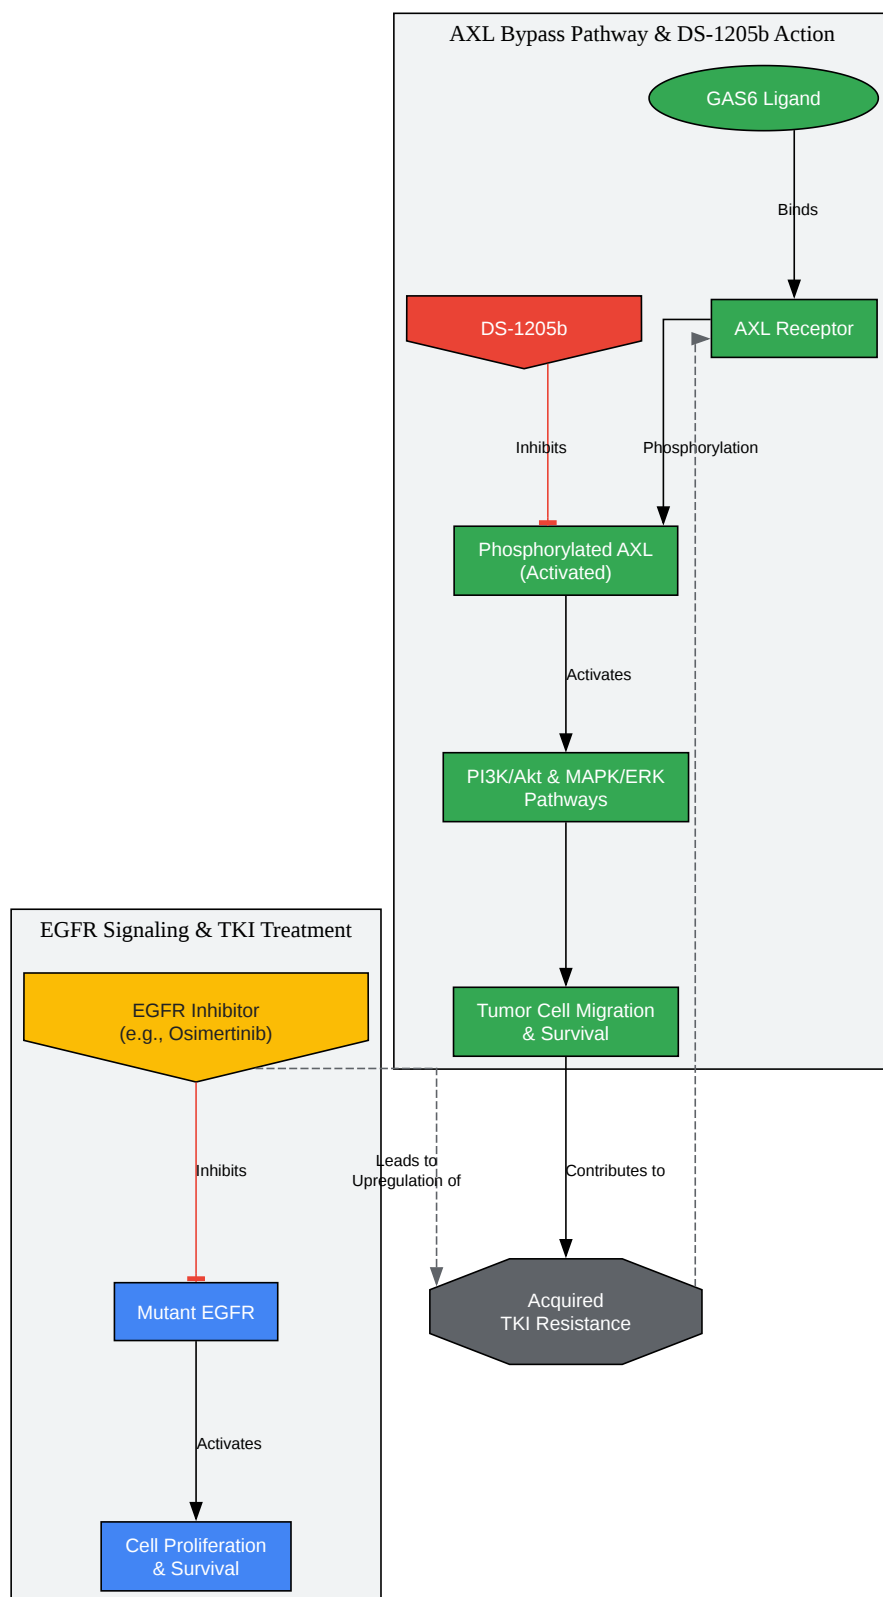 AXL Bypass Pathway & DS-1205b Action
GAS6 Ligand
Binds
DS-1205b
AXL Receptor
Inhibits
Phosphorylation
Phosphorylated AXL
(Activated)
Activates
PI3K/Akt & MAPK/ERK
Pathways
EGFR Signaling & TKI Treatment
EGFR Inhibitor
(e.g., Osimertinib)
Tumor Cell Migration
& Survival
Inhibits
Leads to
Upregulation of
Contributes to
Mutant EGFR
Acquired
TKI Resistance
Activates
Cell Proliferation
& Survival